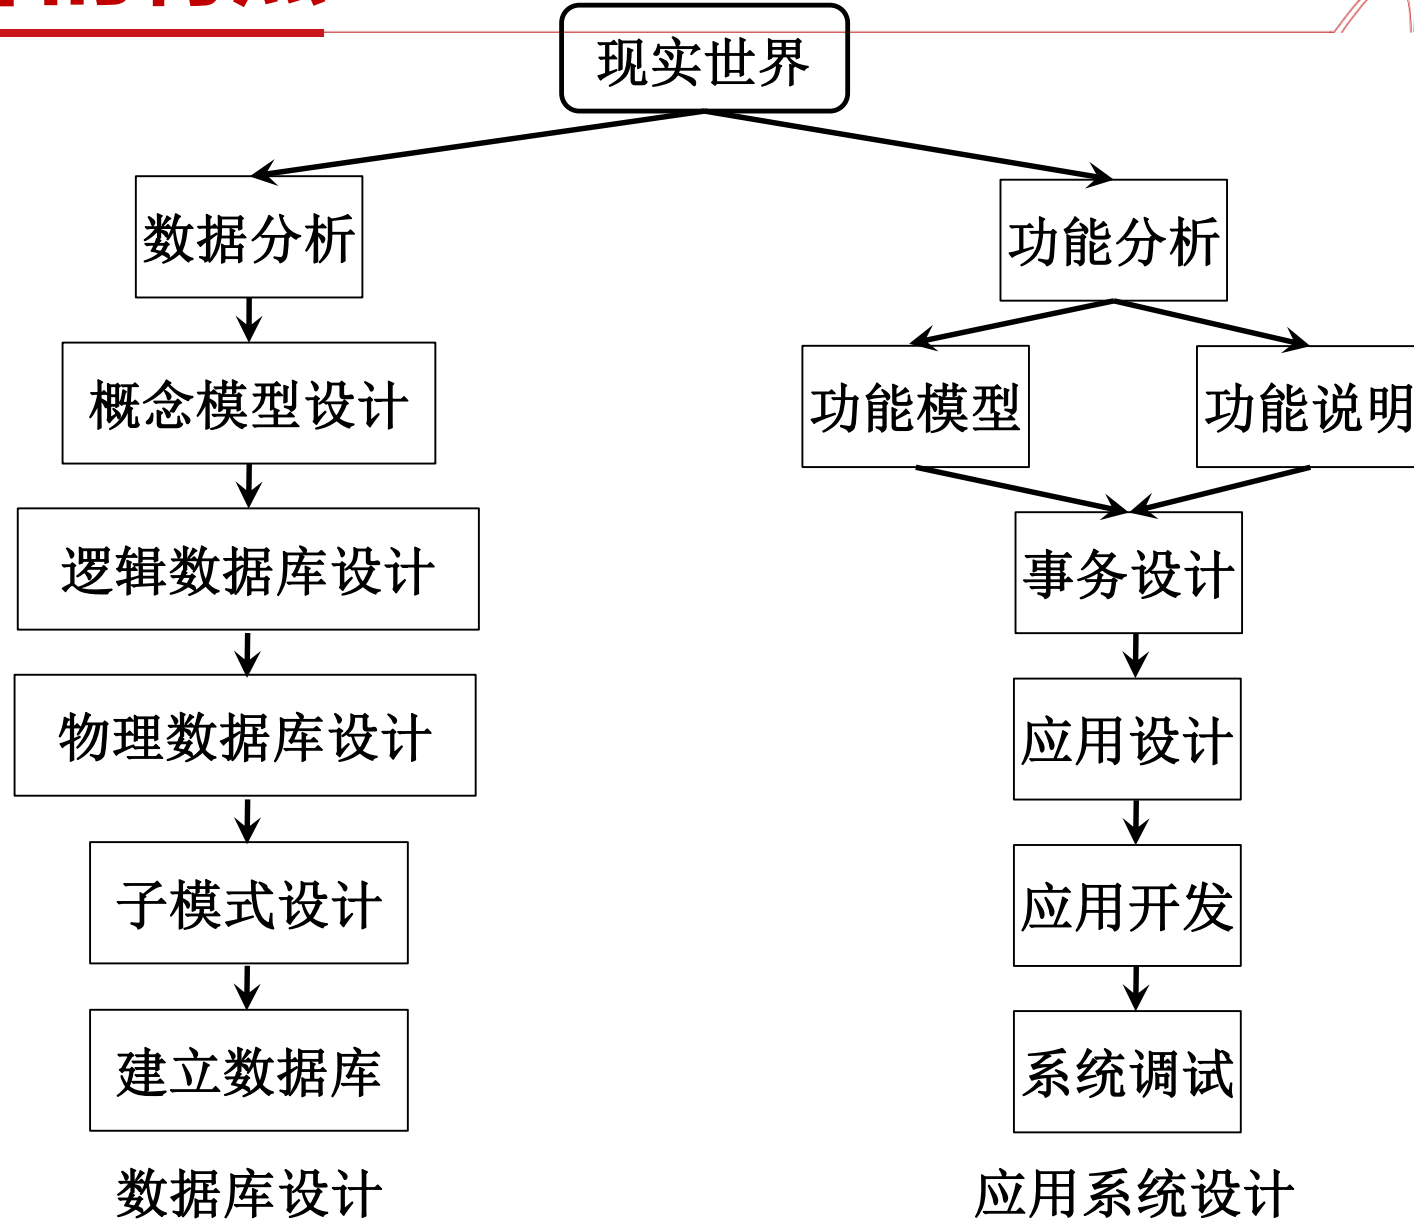 现实世界
数据分析
功能分析
概念模型设计
功能模型
功能说明
逻辑数据库设计
事务设计
物理数据库设计
应用设计
子模式设计
应用开发
建立数据库
系统调试
数据库设计
应用系统设计